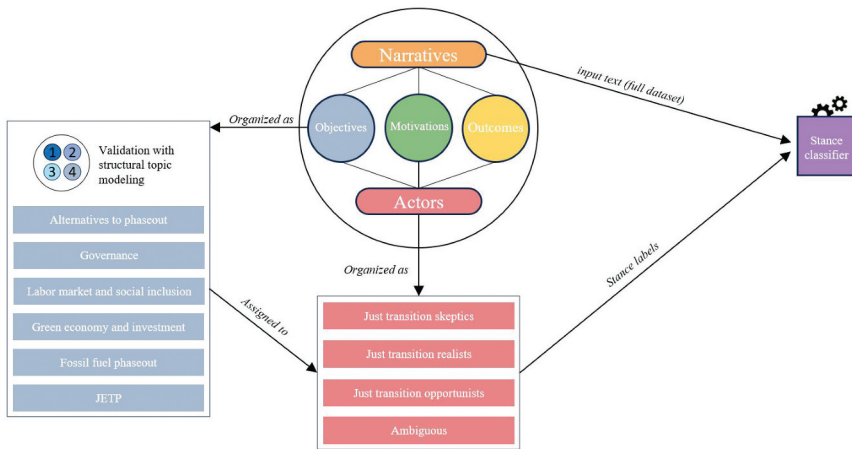 Narratives
input text (full dataset)
Organized as
Objectives
Motivations
Outcomes
Stance
classifier
1 2
3 4
Validation with
structural topic
modeling
Actors
Alternatives to phaseout
Governance
Labor market and social inclusion
Green economy and investment
Fossil fuel phaseout
JETP
Organized as
Assigned to
Stance labels
Just transition skeptics
Just transition realists
Just transition opportunists
Ambiguous